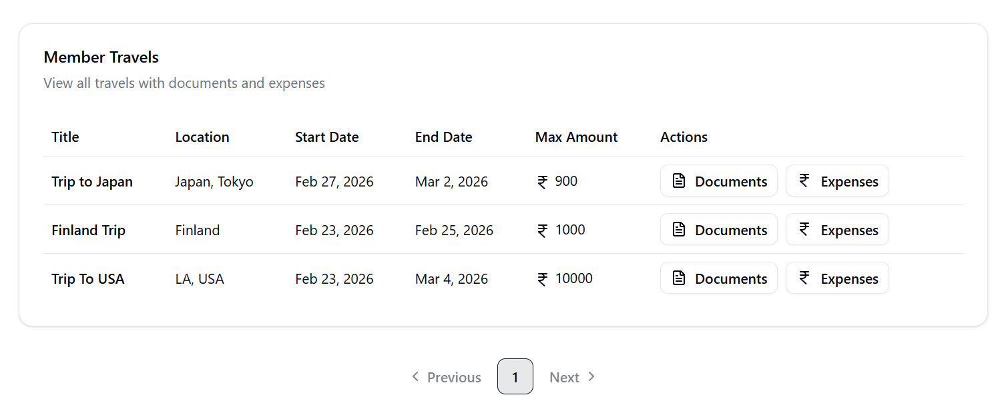 Member Travels
View all travels with documents and expenses
Title Location Start Date End Date Max Amount Actions
Trip to Japan Japan, Tokyo Feb 27, 2026 Mar 2, 2026 ₹ 900 Documents ₹ Expenses
Finland Trip Finland Feb 23, 2026 Feb 25, 2026 ₹ 1000 Documents ₹ Expenses
Trip To USA LA, USA Feb 23, 2026 Mar 4, 2026 ₹ 10000 Documents ₹ Expenses
Previous 1 Next